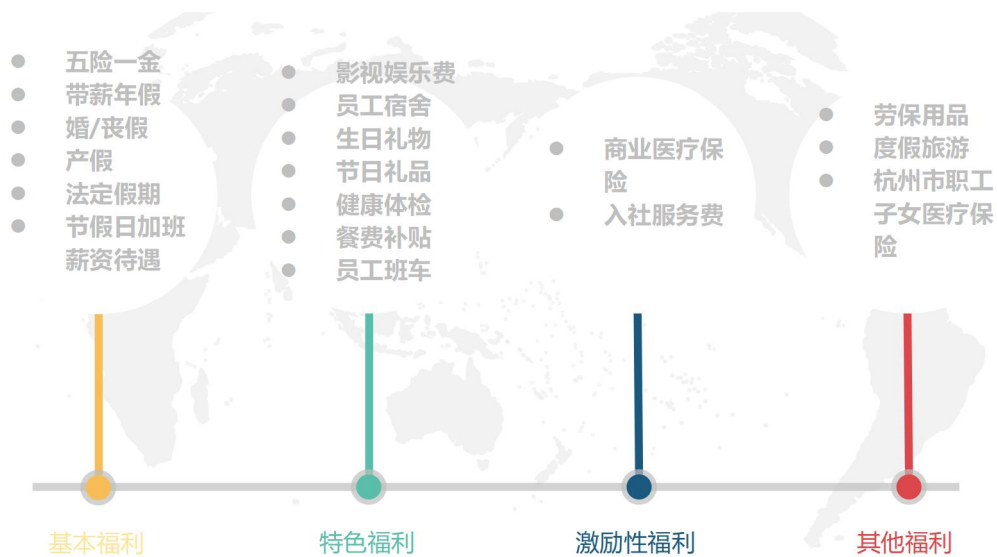 五险一金
带薪年假
婚/丧假
产假
法定假期
节假日加班
薪资待遇
影视娱乐费
员工宿舍
生日礼物
节日礼品
健康体检
餐费补贴
员工班车
商业医疗保
险
入社服务费
劳保用品
度假旅游
杭州市职工
子女医疗保
险
基本福利
特色福利
激励性福利
其他福利